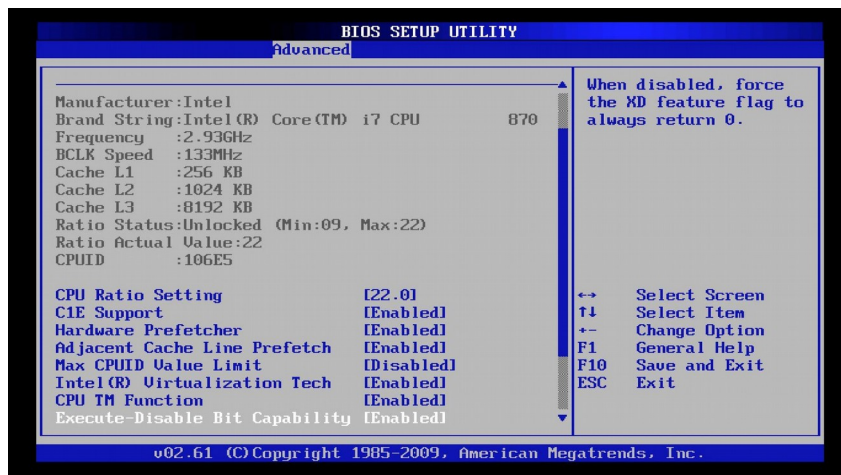 BIOS SETUP UTILITY
Advanced
Manufacturer:Intel
Brand String:Intel(R) Core(TM) i7 CPU 870
Frequency :2.93GHz
BCLK Speed :133MHz
Cache L1 :256 KB
Cache L2 :1024 KB
Cache L3 :8192 KB
Ratio Status:Unlocked (Min:09, Max:22)
Ratio Actual Value:22
CPUID :106E5
CPU Ratio Setting [22.0]
C1E Support [Enabled]
Hardware Prefetcher [Enabled]
Adjacent Cache Line Prefetch [Enabled]
Max CPUID Value Limit [Disabled]
Intel(R) Virtualization Tech [Enabled]
CPU TM Function [Enabled]
Execute-Disable Bit Capability [Enabled]
When disabled, force
the XD feature flag to
always return 0.
↔ Select Screen
↑↓ Select Item
+- Change Option
F1 General Help
F10 Save and Exit
ESC Exit
v02.61 (C)Copyright 1985-2009, American Megatrends, Inc.